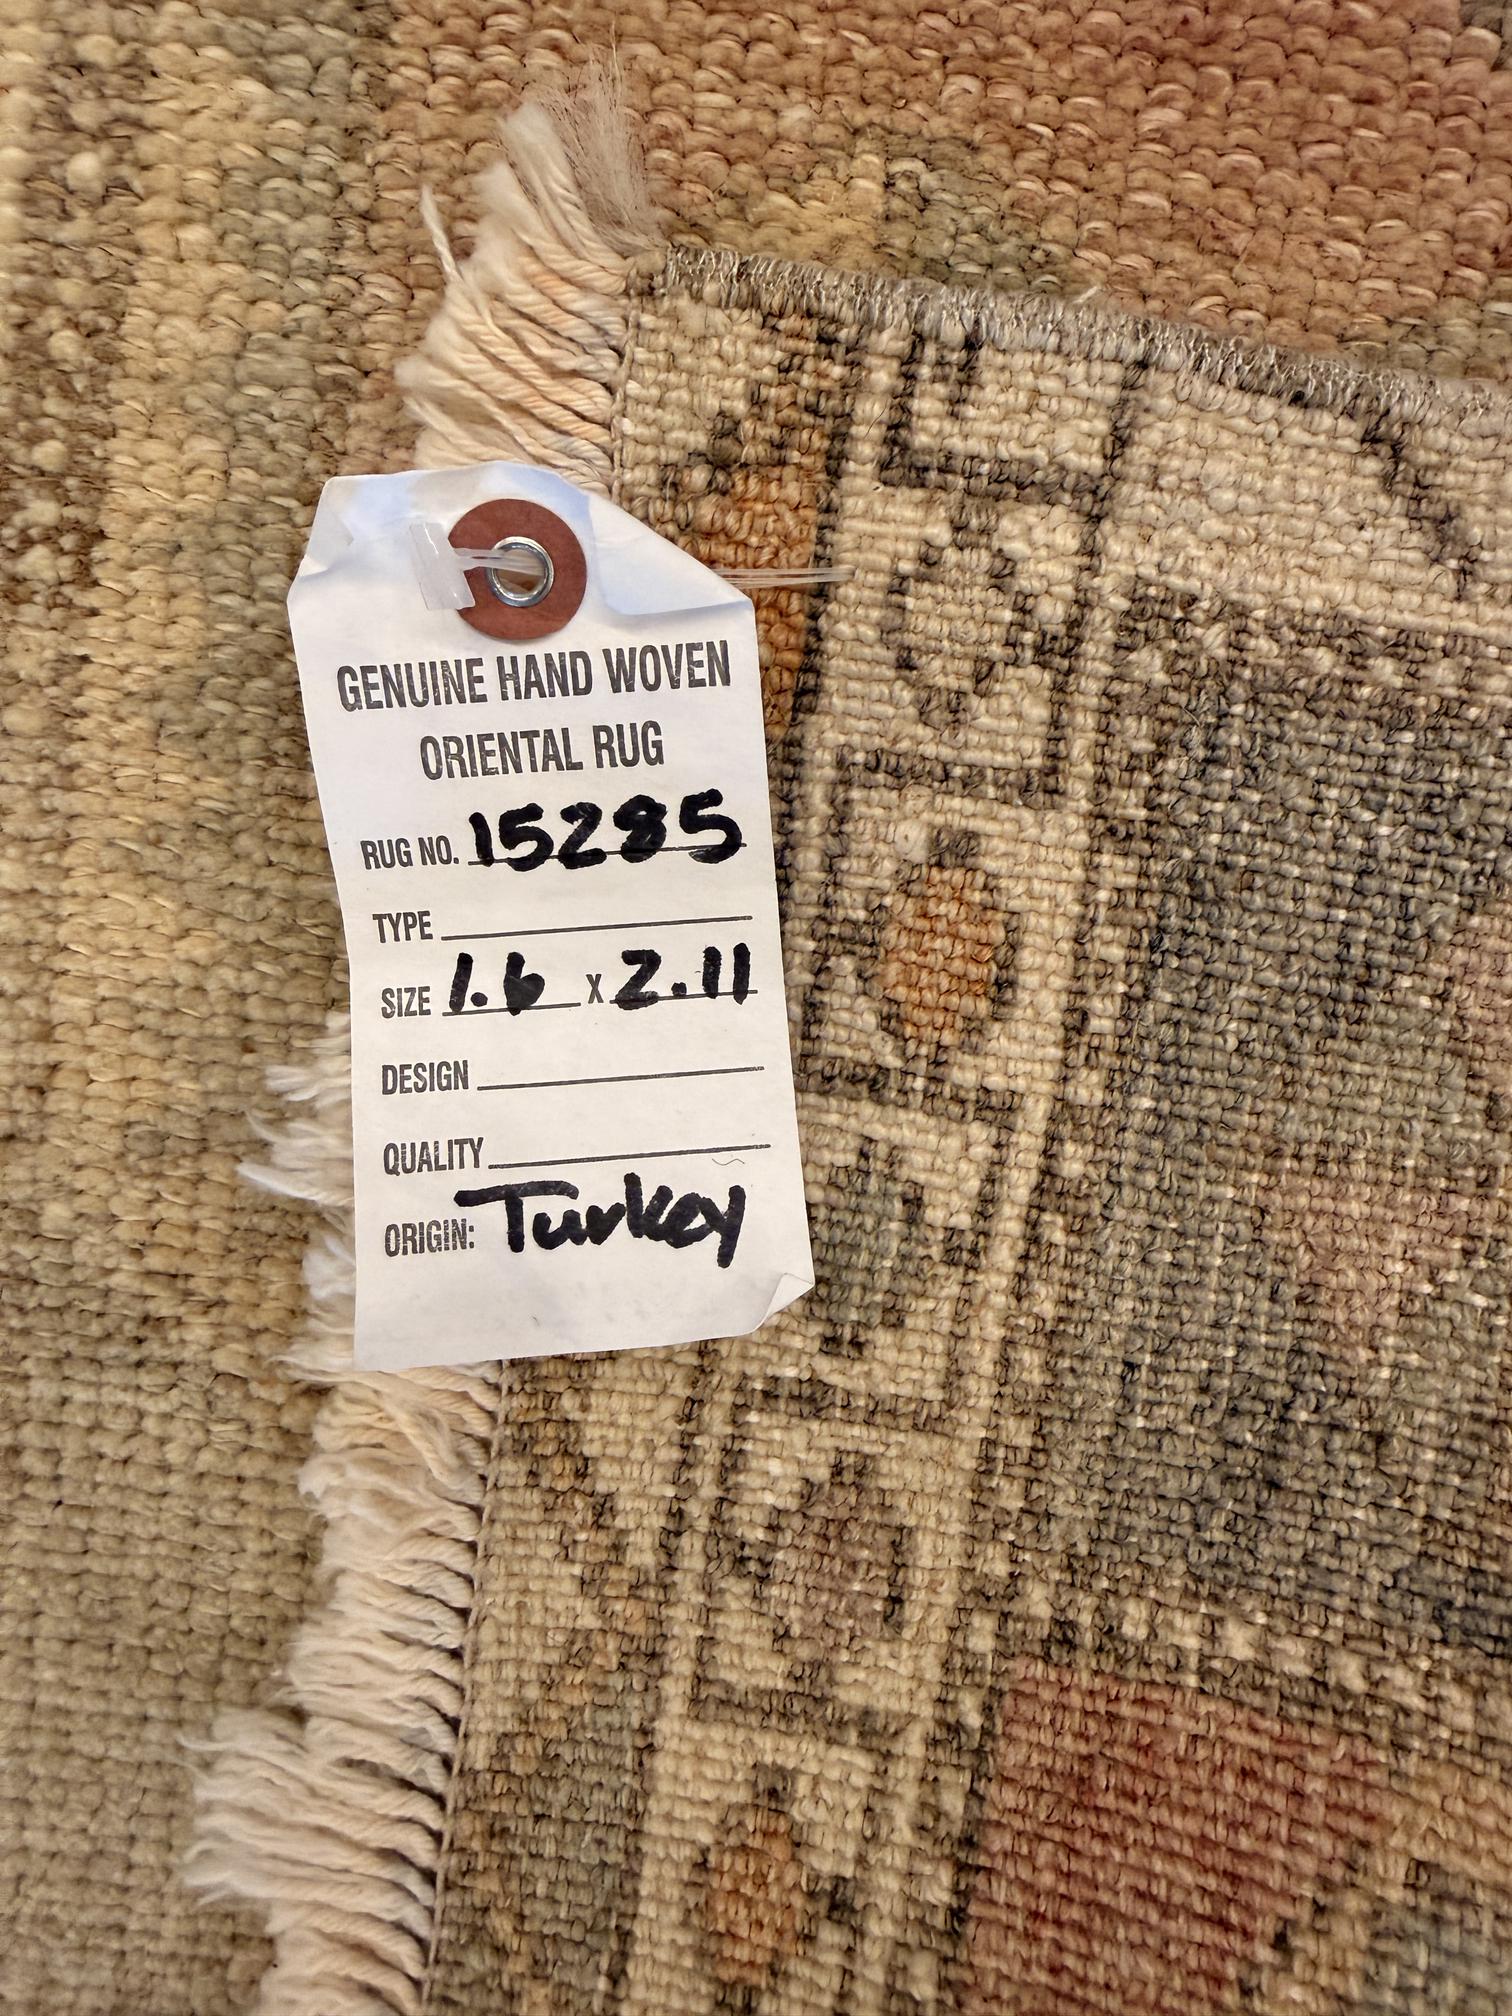 GENUINE HAND WOVEN
ORIENTAL RUG
RUG NO. 15285
TYPE
SIZE 1.6 x 2.11
DESIGN
QUALITY
ORIGIN: Turkey